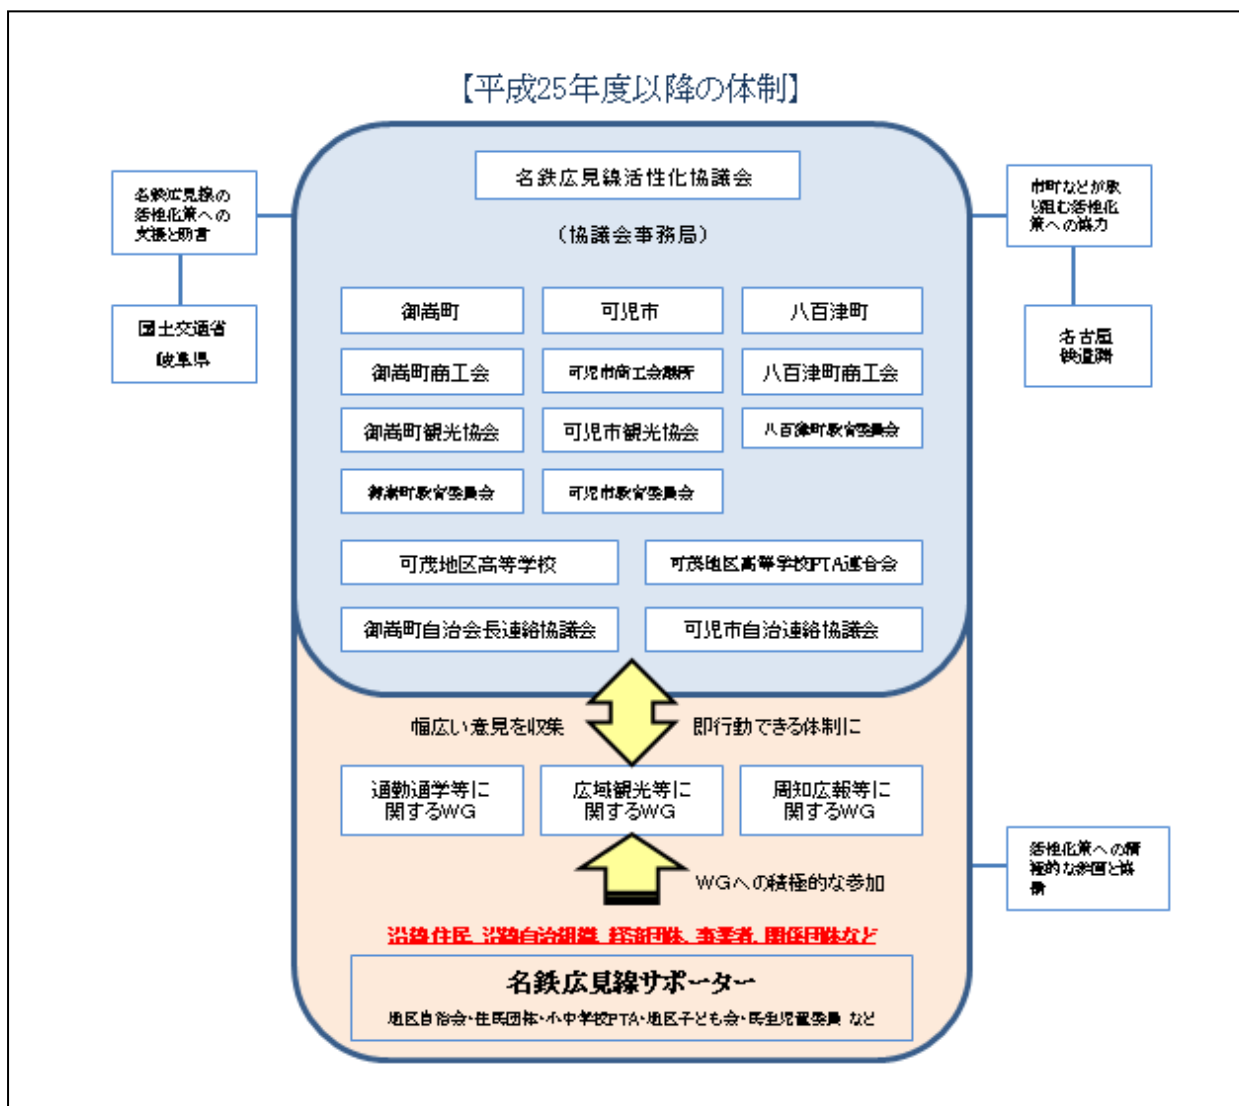 【平成25年度以降の体制】
名鉄広見線活性化協議会
（協議会事務局）
名鉄広見線の
活性化策への
支援と助言
国土交通省
岐阜県
市町などが取
り組む活性化
策への協力
名古屋
鉄道㈱
御嵩町
可児市
八百津町
御嵩町商工会
可児市商工会議所
八百津町商工会
御嵩町観光協会
可児市観光協会
八百津町教育委員会
御嵩町教育委員会
可児市教育委員会
可茂地区高等学校
可茂地区高等学校PTA連合会
御嵩町自治会長連絡協議会
可児市自治連絡協議会
幅広い意見を収集
即行動できる体制に
通勤通学等に
関するWG
広域観光等に
関するWG
周知広報等に
関するWG
WGへの積極的な参加
活性化策への積
極的な参画と協
働
沿線住民、沿線自治組織、経済団体、事業者、関係団体など
名鉄広見線サポーター
地区自治会・住民団体・小中学校PTA・地区子ども会・民生児童委員 など